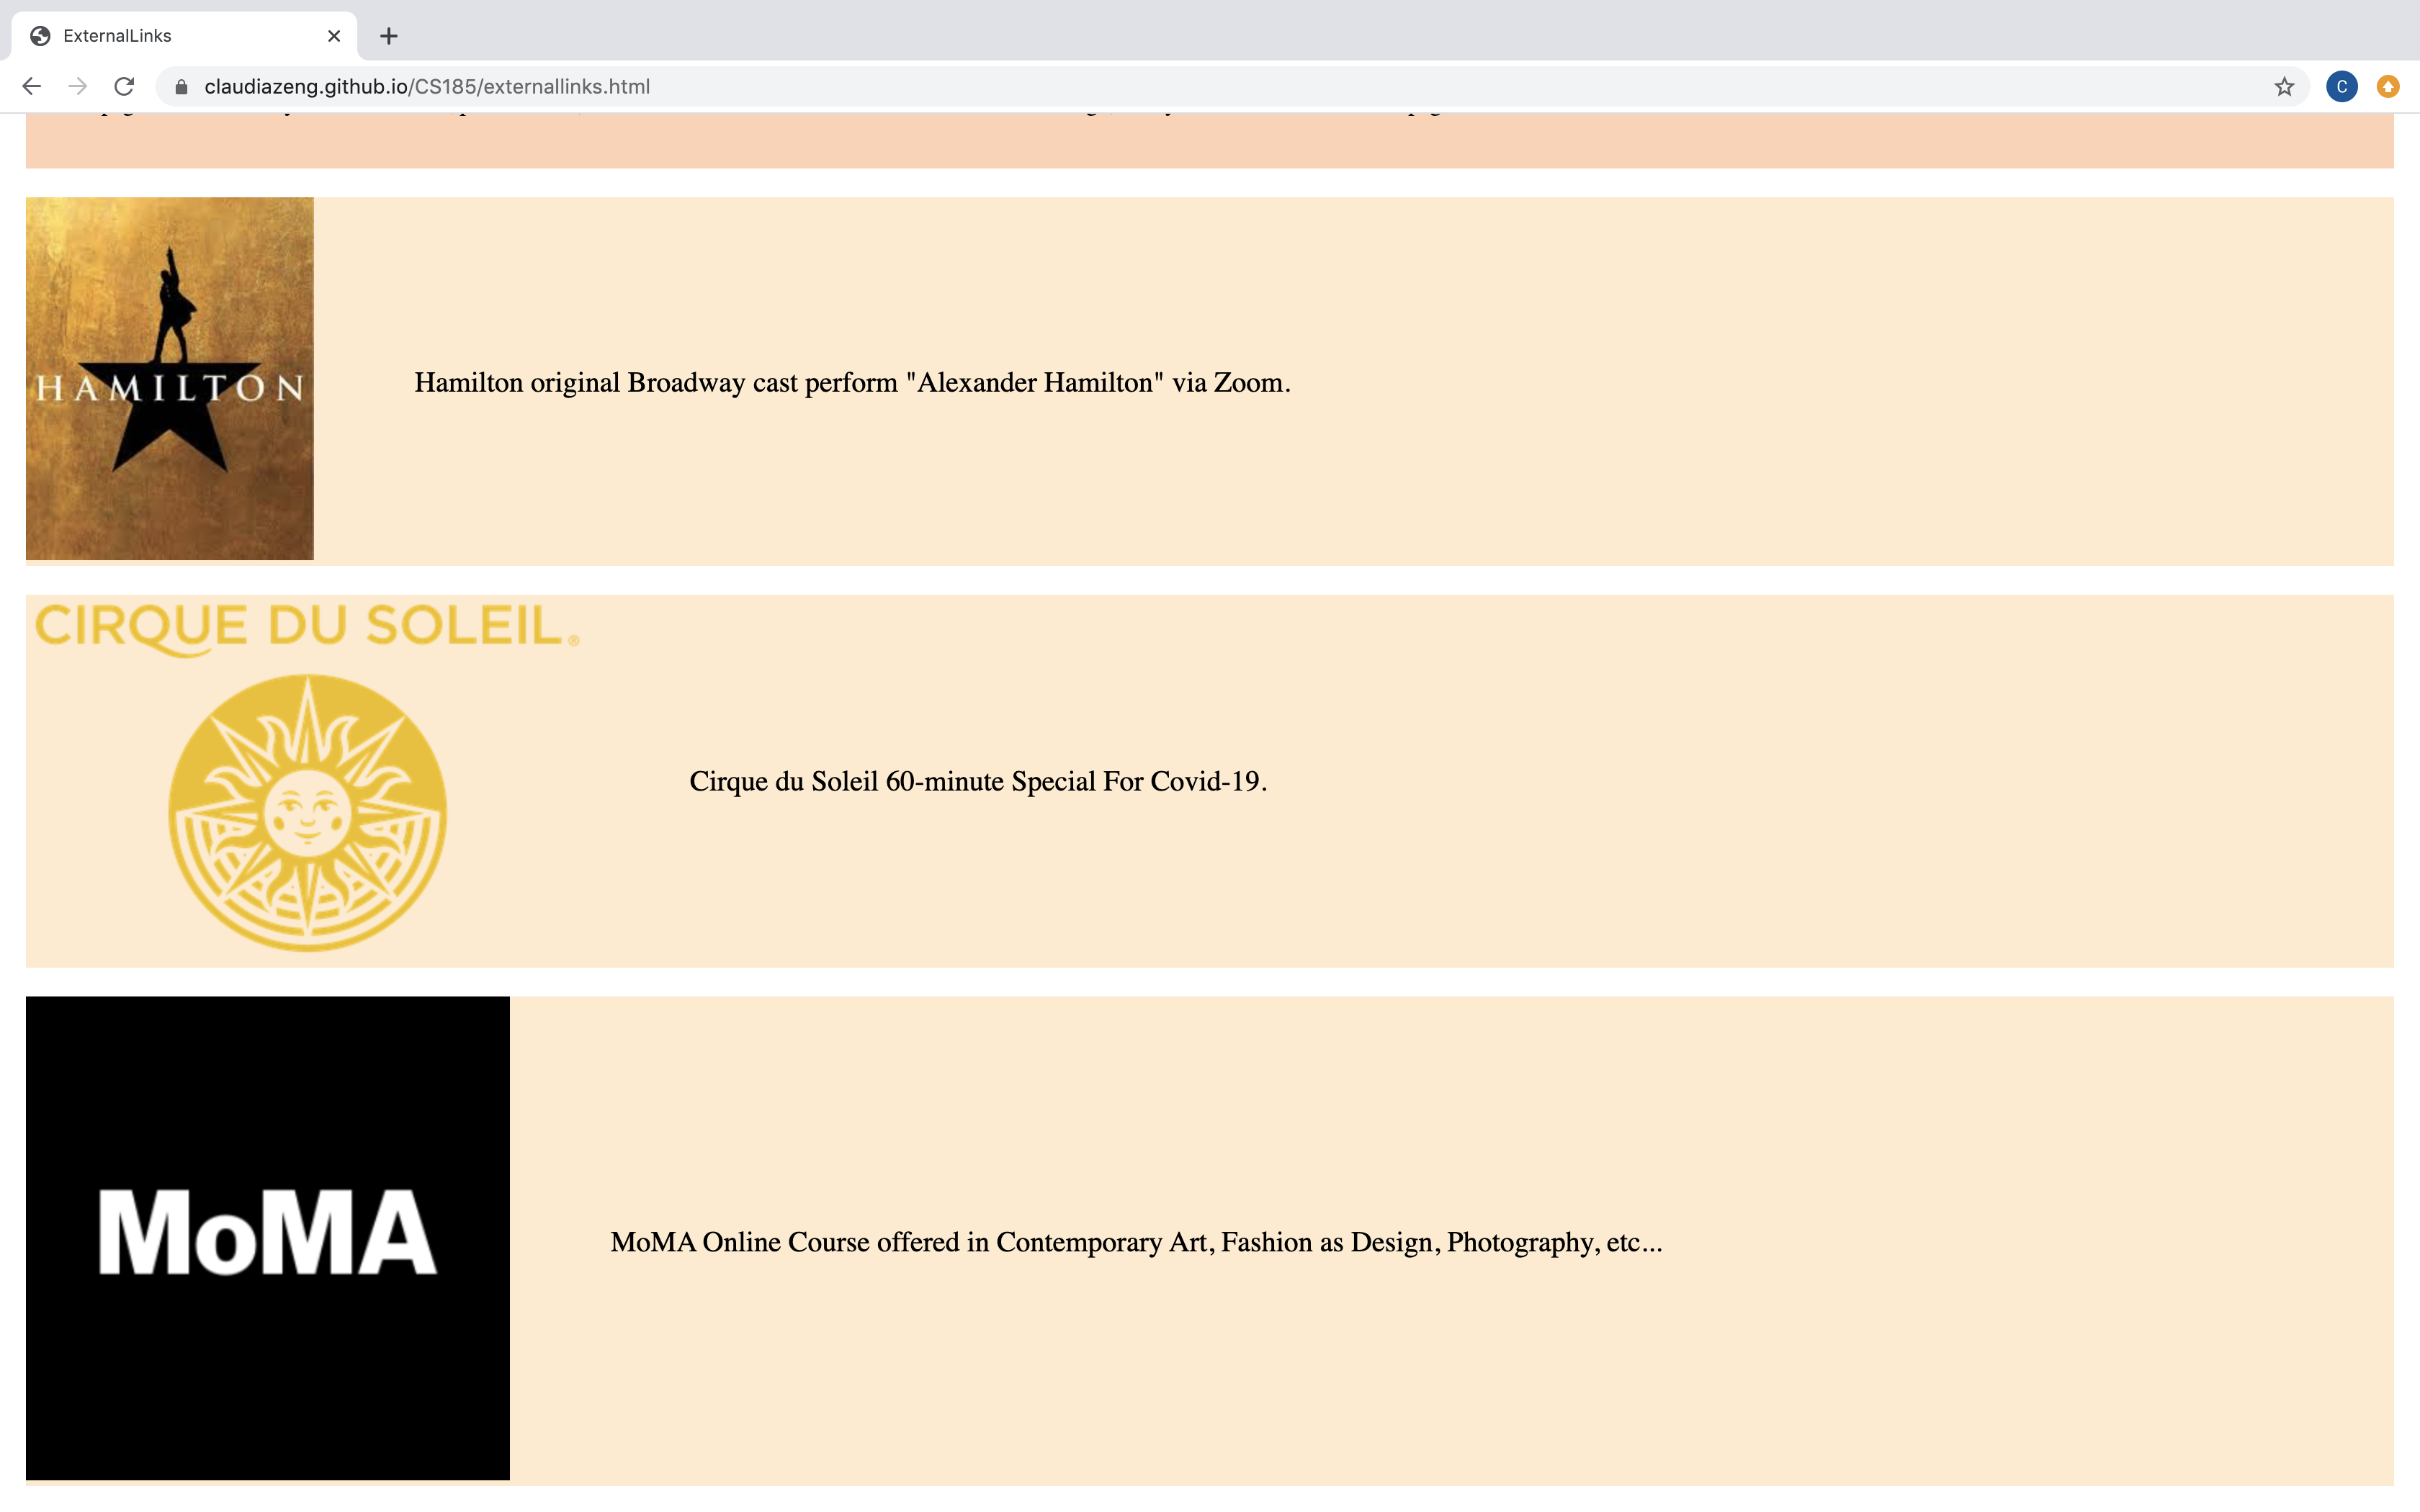 ExternalLinks
claudiazeng.github.io/CS185/externallinks.html
C
HAMILTON
Hamilton original Broadway cast perform "Alexander Hamilton" via Zoom.
CIRQUE DU SOLEIL®
Cirque du Soleil 60-minute Special For Covid-19.
MoMA
MoMA Online Course offered in Contemporary Art, Fashion as Design, Photography, etc...